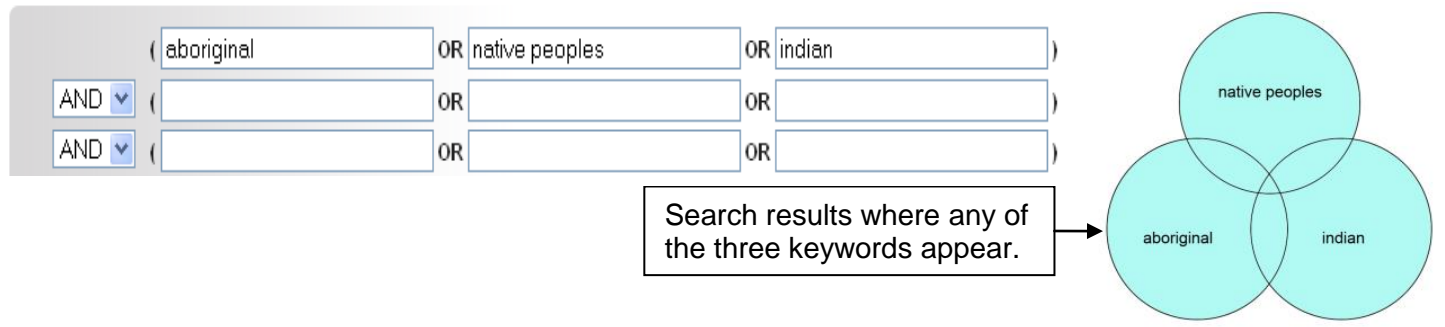 ( aboriginal OR native peoples OR indian )
AND ( OR OR )
AND ( OR OR )
Search results where any of
the three keywords appear.
native peoples
aboriginal indian